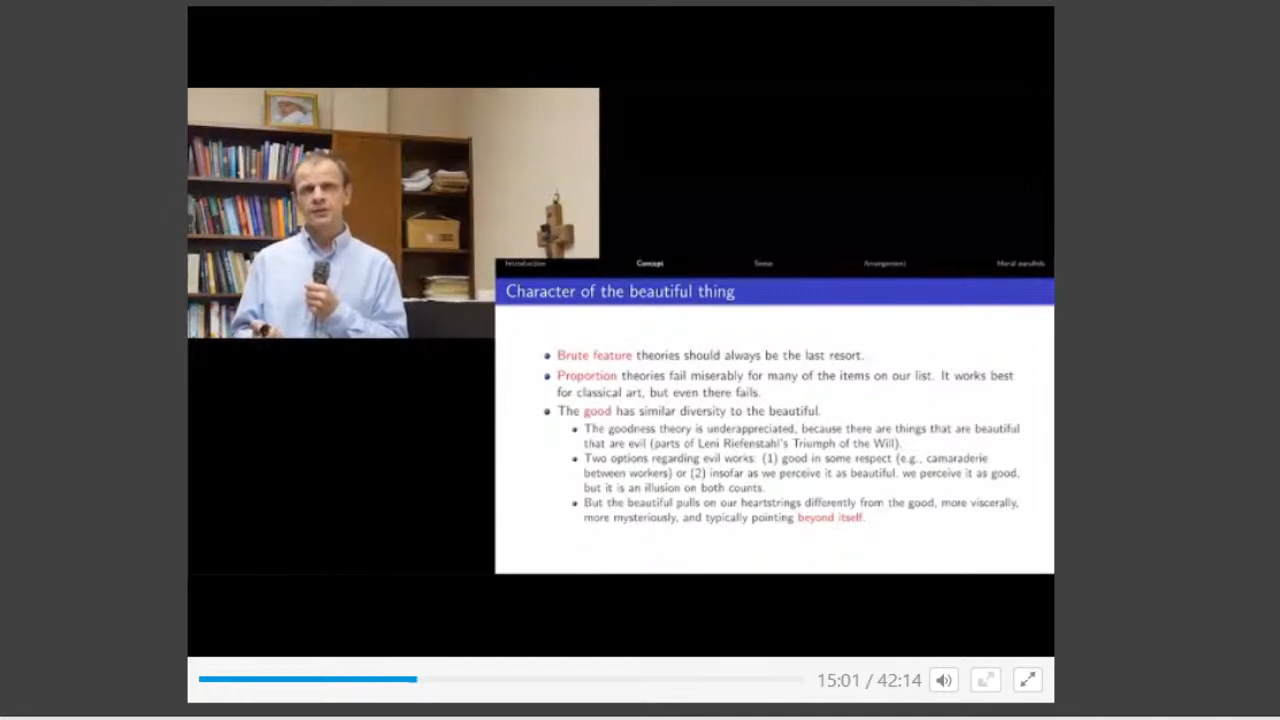 Introduction Concept Sense Arrangement Moral worlds
Character of the beautiful thing
Brute feature theories should always be the last resort.
Proportion theories fail miserably for many of the items on our list. It works best
for classical art, but even there fails.
The good has similar diversity to the beautiful.
The goodness theory is underappreciated, because there are things that are beautiful
that are evil (parts of Leni Riefenstahl's Triumph of the Will).
Two options regarding evil works: (1) good in some respect (e.g., camaraderie
between workers) or (2) insofar as we perceive it as beautiful, we perceive it as good,
but it is an illusion on both counts.
But the beautiful pulls on our heartstrings differently from the good, more viscerally,
more mysteriously, and typically pointing beyond itself.
15:01 / 42:14